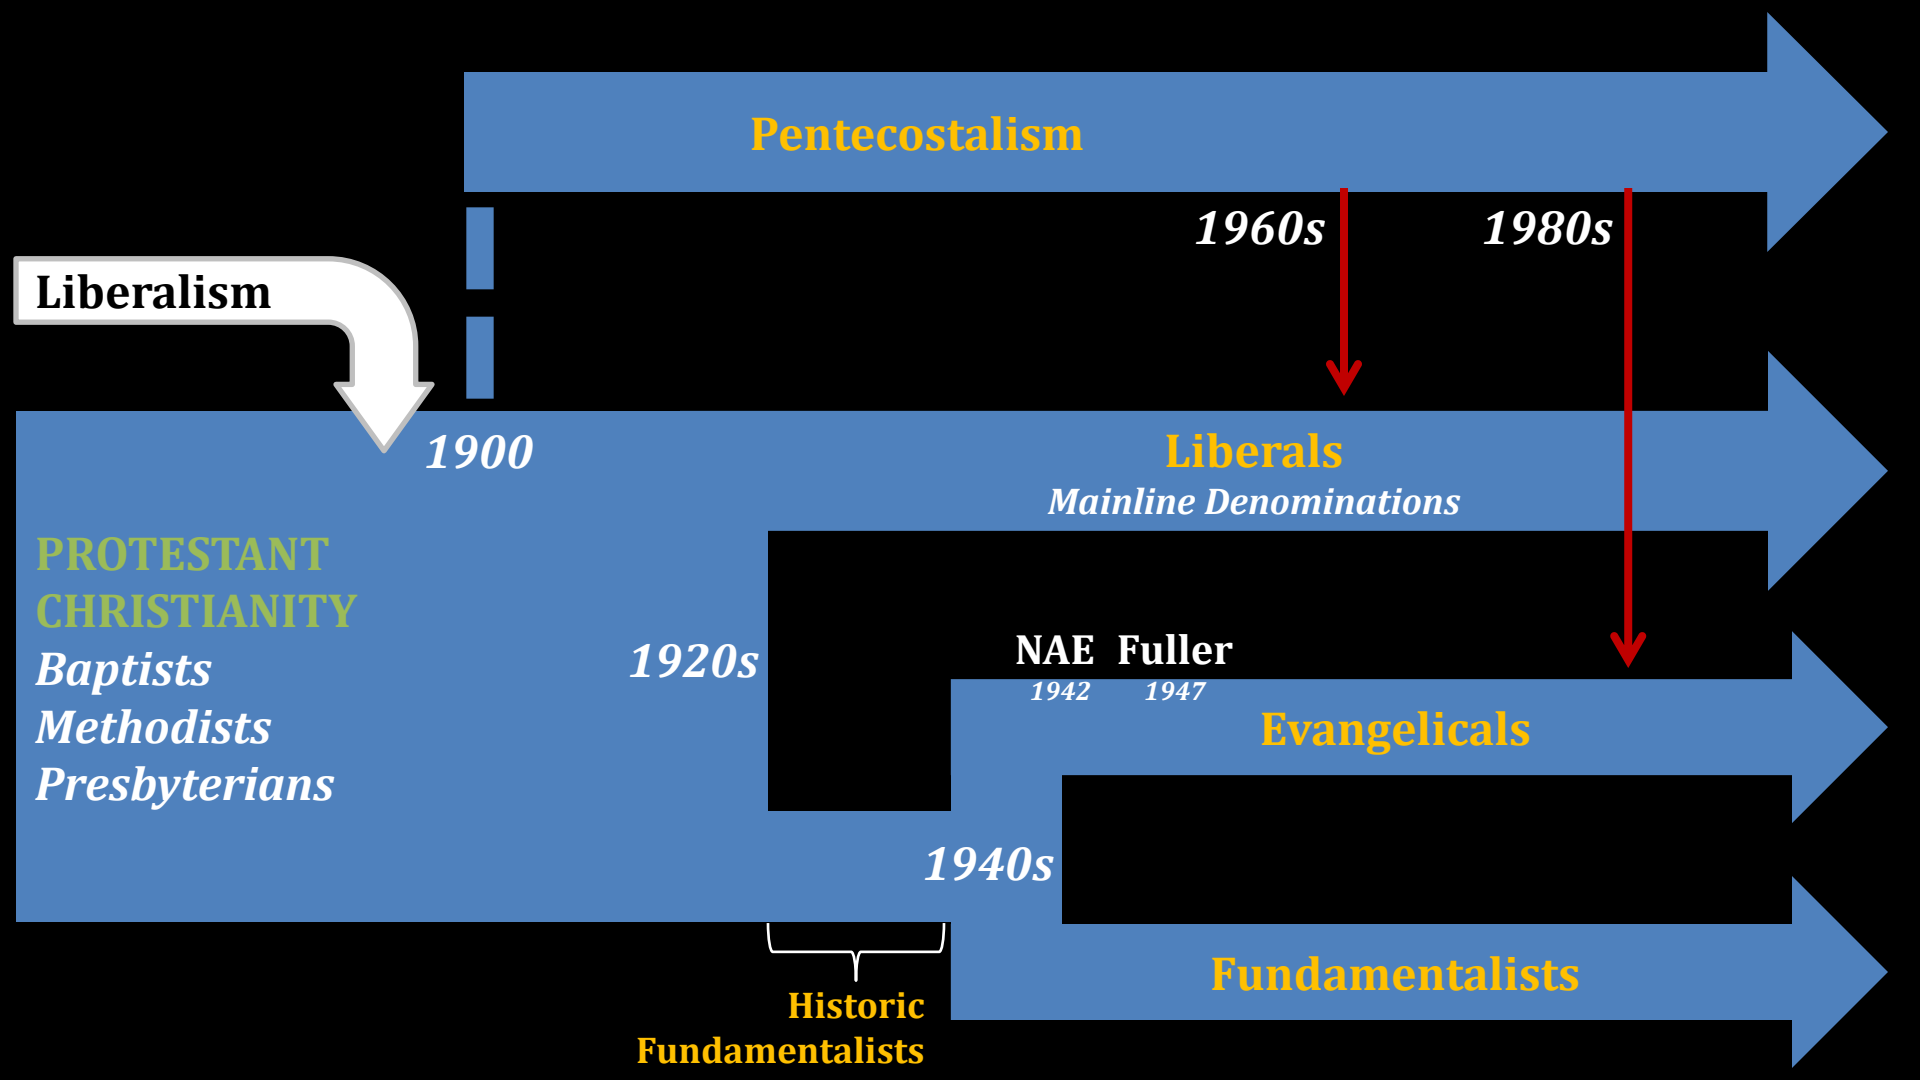 Pentecostalism
1960s
1980s
Liberalism
1900
Liberals
Mainline Denominations
PROTESTANT
CHRISTIANITY
Baptists
Methodists
Presbyterians
1920s
NAE Fuller
1942 1947
Evangelicals
1940s
Fundamentalists
Historic
Fundamentalists